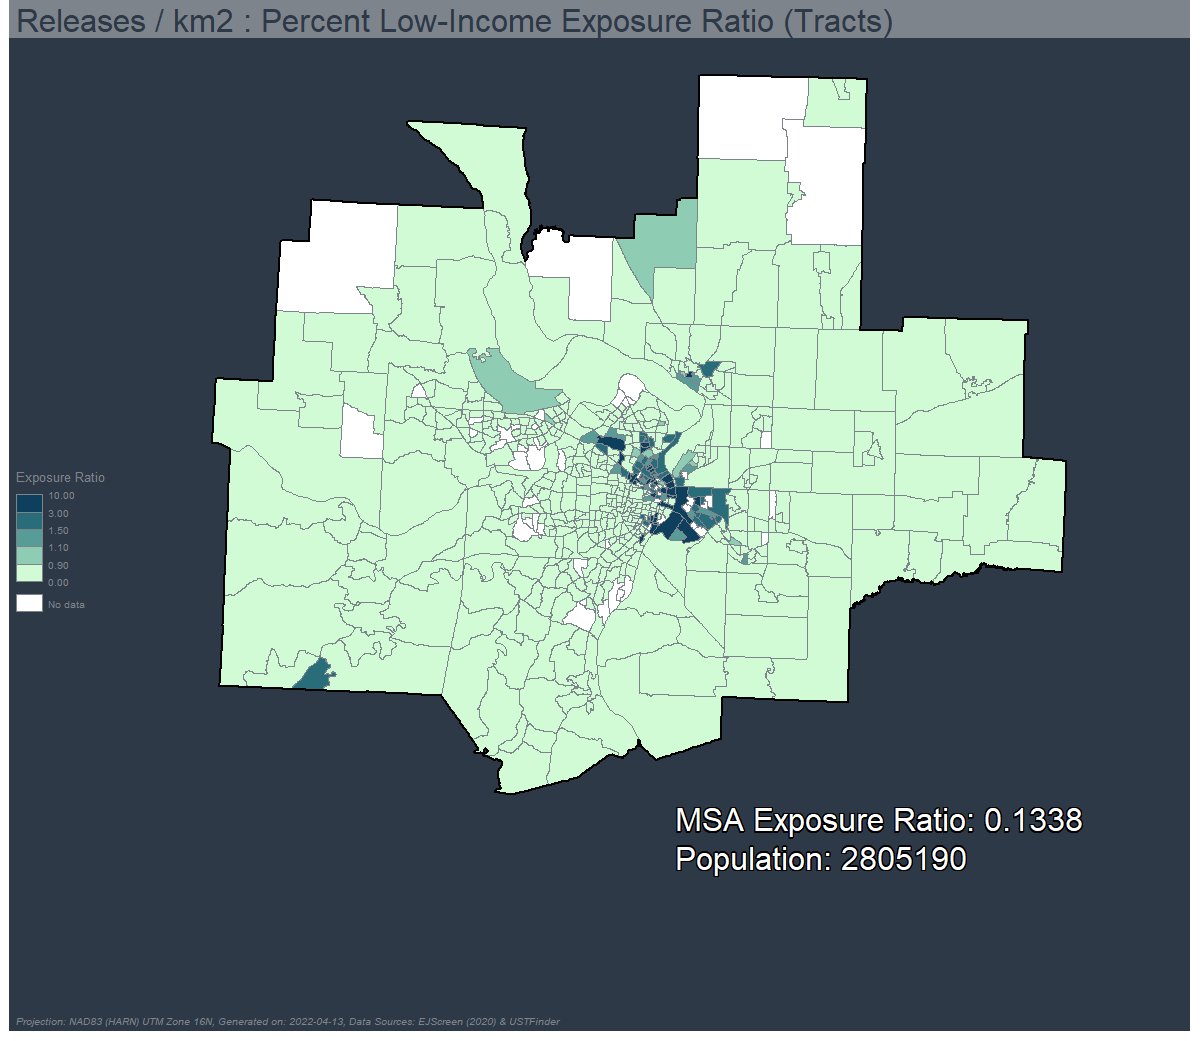 Releases / km2 : Percent Low-Income Exposure Ratio (Tracts)
Exposure Ratio
10.00
3.00
1.50
1.10
0.90
0.00
No data
MSA Exposure Ratio: 0.1338
Population: 2805190
Projection: NAD83 (HARN) UTM Zone 16N, Generated on: 2022-04-13, Data Sources: EJScreen (2020) & USTFinder